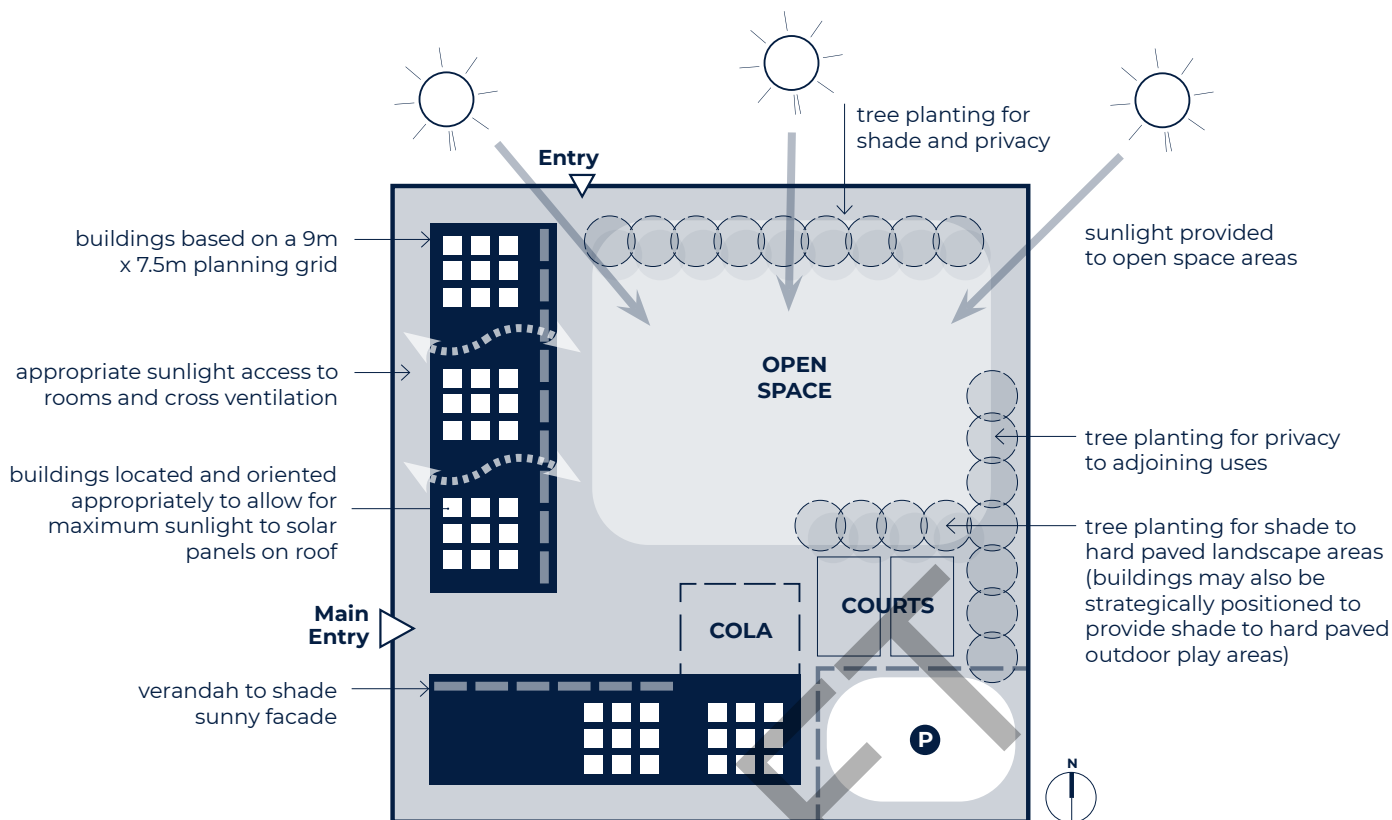 tree planting for
shade and privacy
Entry
buildings based on a 9m
x 7.5m planning grid
sunlight provided
to open space areas
appropriate sunlight access to
rooms and cross ventilation
OPEN
SPACE
tree planting for privacy
to adjoining uses
buildings located and oriented
appropriately to allow for
maximum sunlight to solar
panels on roof
tree planting for shade to
hard paved landscape areas
(buildings may also be
strategically positioned to
provide shade to hard paved
outdoor play areas)
Main
Entry
COLA
COURTS
verandah to shade
sunny facade
P
N